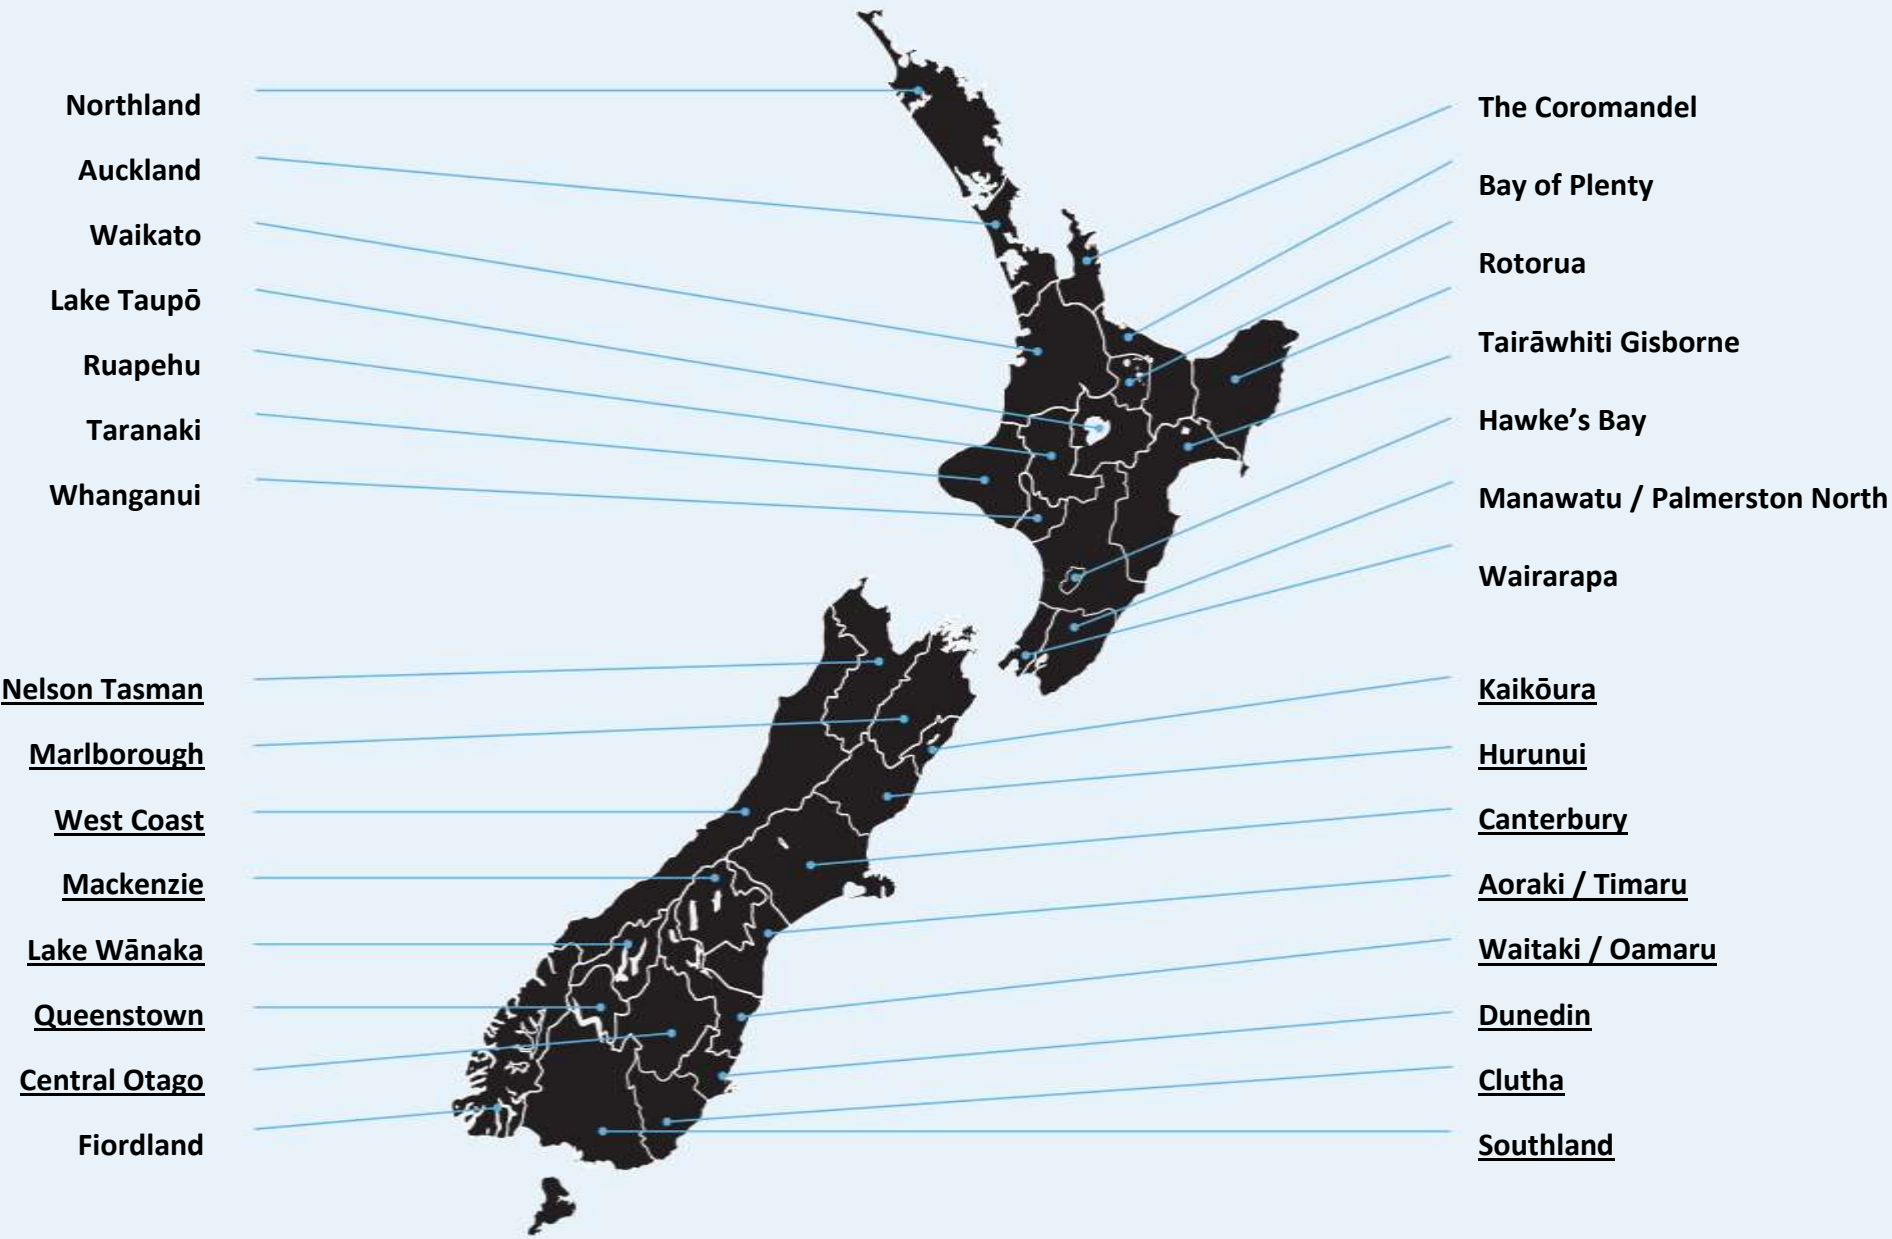 Northland
Auckland
Waikato
Lake Taupō
Ruapehu
Taranaki
Whanganui
The Coromandel
Bay of Plenty
Rotorua
Tairāwhiti Gisborne
Hawke's Bay
Manawatu / Palmerston North
Wairarapa
Nelson Tasman
Marlborough
West Coast
Mackenzie
Lake Wānaka
Queenstown
Central Otago
Fiordland
Kaikōura
Hurunui
Canterbury
Aoraki / Timaru
Waitaki / Oamaru
Dunedin
Clutha
Southland